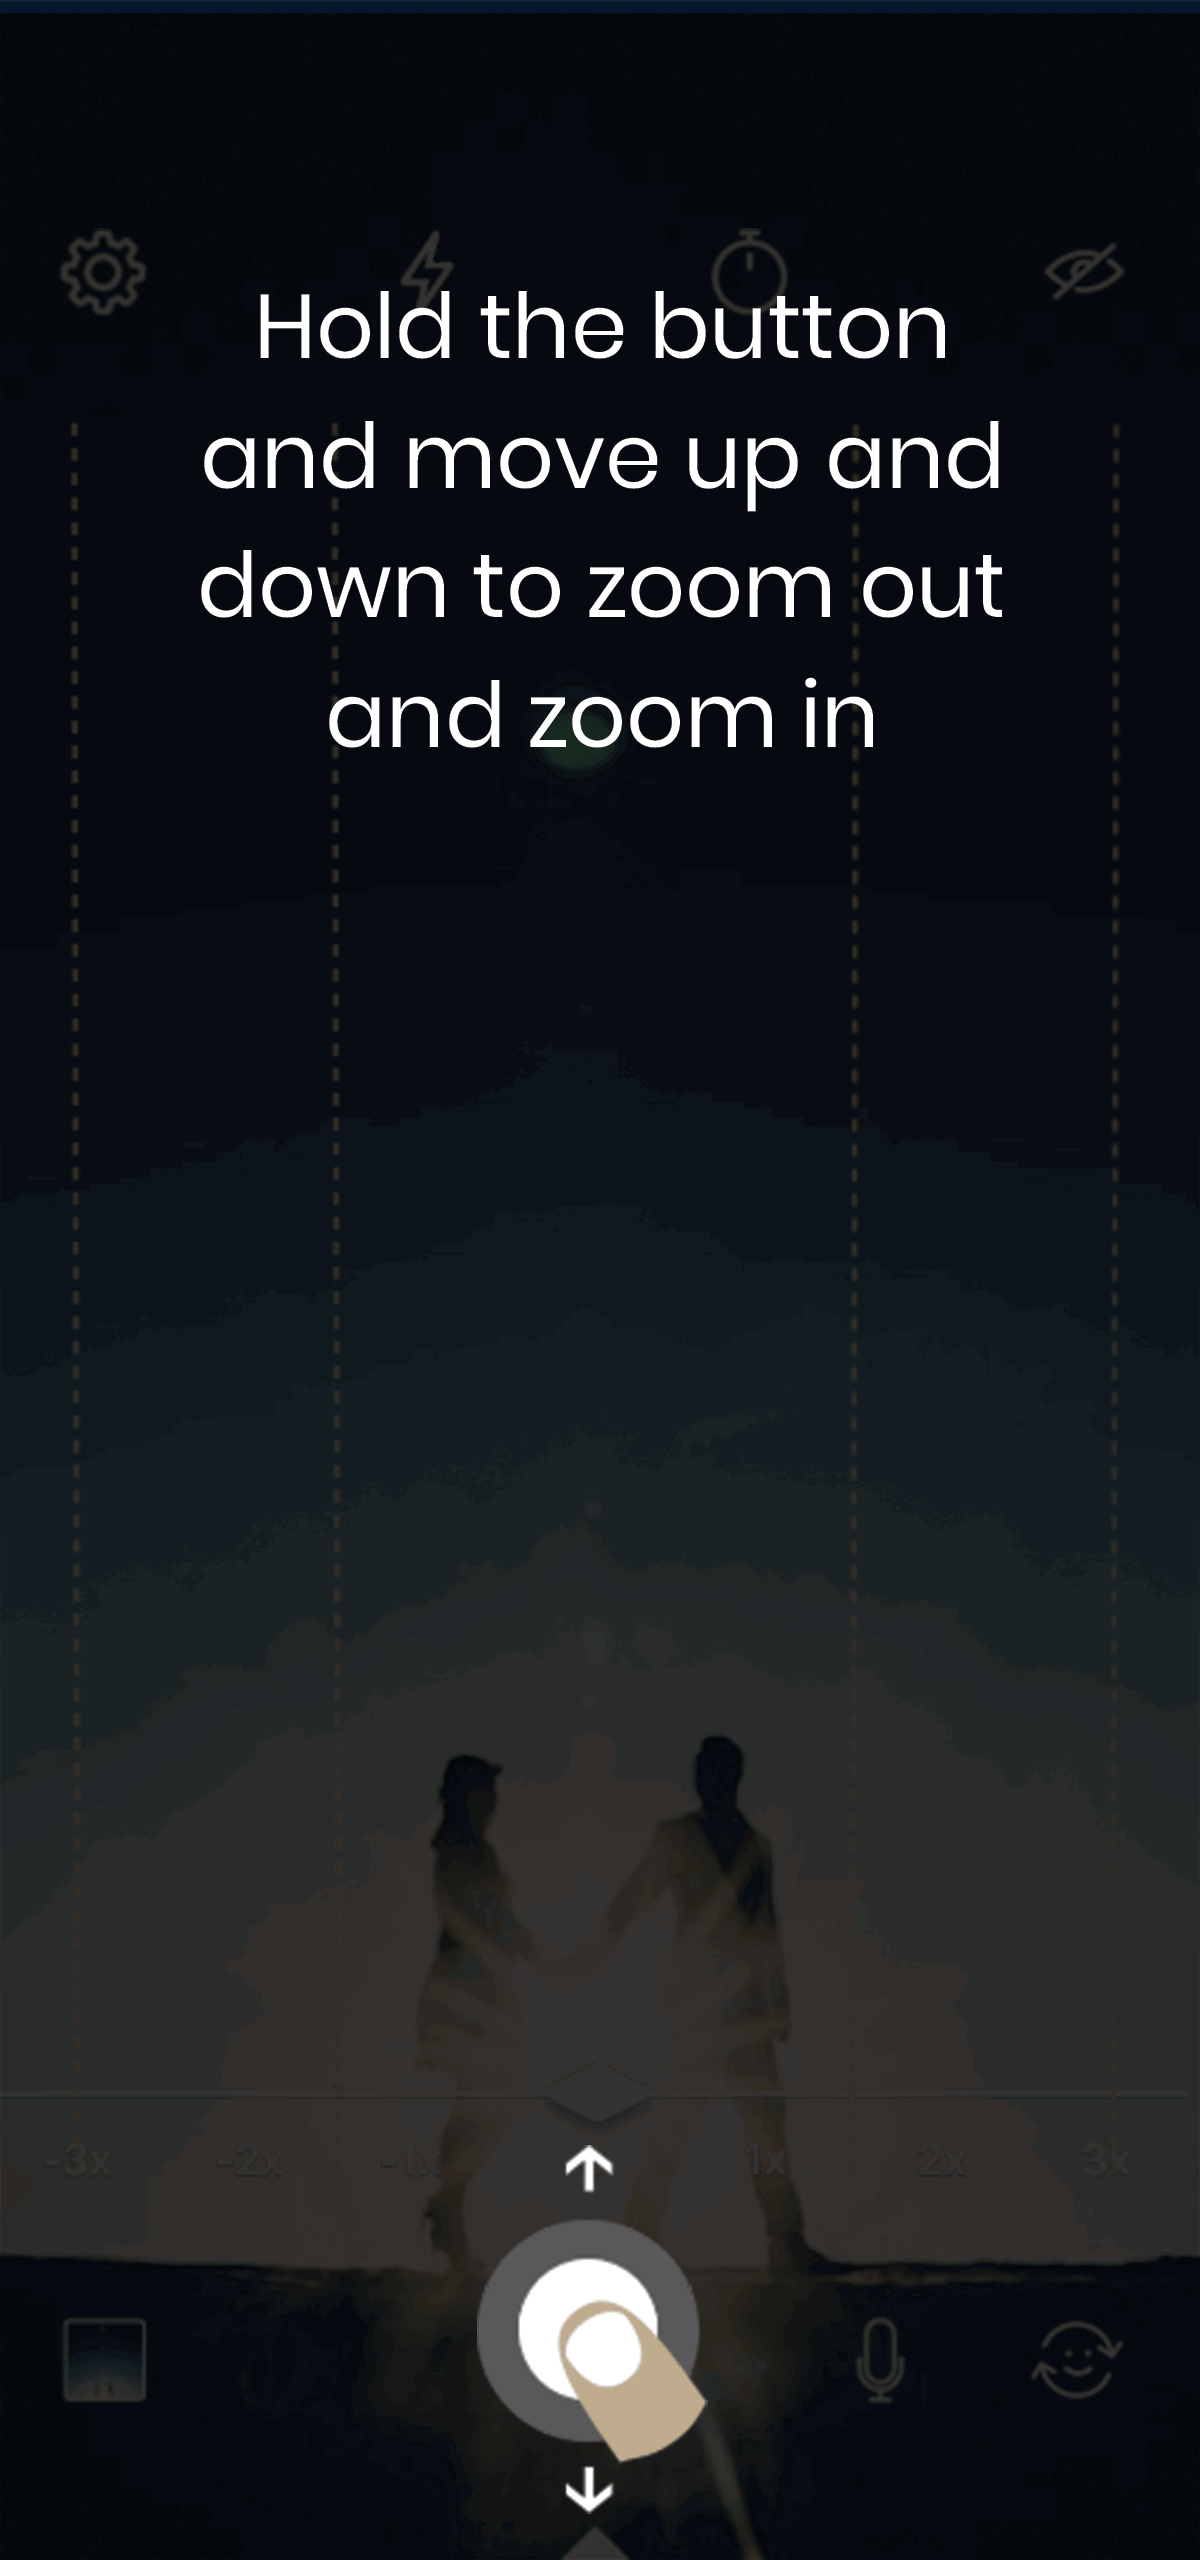 Hold the button
and move up and
down to zoom out
and zoom in
-3x -2x -1x 1x 2x 3x